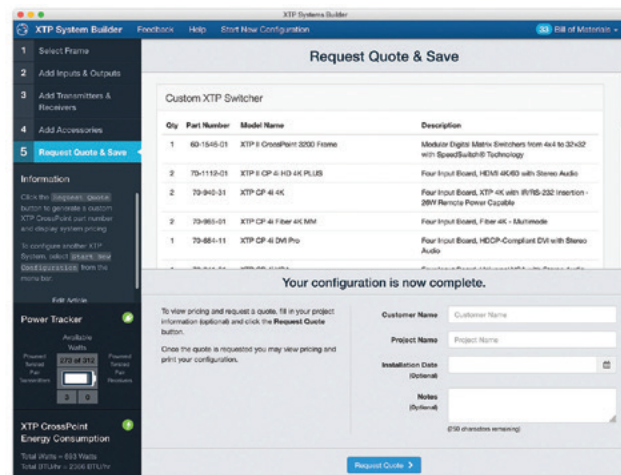 XTP Systems Builder
XTP System Builder
Feedback
Help
Start New Configuration
33 Bill of Materials
1 Select Frame
2 Add Inputs & Outputs
3 Add Transmitters &
Receivers
4 Add Accessories
5 Request Quote & Save
Information
Click the Request Quote
button to generate a custom
XTP CrossPoint part number
and display system pricing.
To configure another XTP
System, select Start New
Configuration from the
menu bar.
Edit Article
Power Tracker
Available
Watts
Powered
Twisted
Pair
Transmitters
273 of 312
Powered
Twisted
Pair
Receivers
3 0
XTP CrossPoint
Energy Consumption
Total Watts =
Total BTU/hr =
Request Quote & Save
Custom XTP Switcher
Qty Part Number Model Name Description
1 60-1546-01 XTP II CrossPoint 3200 Frame Modular Digital Matrix Switchers from 4x4 to 32x32
with SpeedSwitch® Technology
2 70-1112-01 XTP II CP 4i HD 4K PLUS Four Input Board, HDMI 4K/60 with Stereo Audio
2 70-940-31 XTP CP 4i 4K Four Input Board, XTP 4K with IR/RS-232 Insertion -
26W Remote Power Capable
2 70-965-01 XTP CP 4i Fiber 4K MM Four Input Board, Fiber 4K - Multimode
1 70-684-11 XTP CP 4i DVI Pro Four Input Board, HDCP-Compliant DVI with Stereo
Audio
Your configuration is now complete.
To view pricing and request a quote, fill in your project
information (optional) and click the Request Quote
button.
Once the quote is requested you may view pricing and
print your configuration.
Customer Name
Customer Name
Project Name
Project Name
Installation Date
(Optional)
Notes
(Optional)
(250 characters remaining)
Request Quote